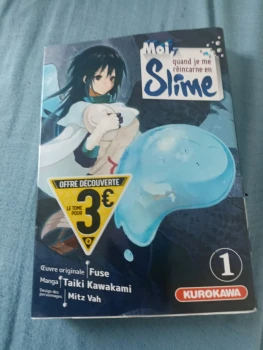 Moi,
quand je me
réincarne en
Slime
OFFRE DÉCOUVERTE
LE TOME
POUR
3€
Œuvre originale Fuse
Manga Taiki Kawakami
Design des
personnages Mitz Vah
1
KUROKAWA